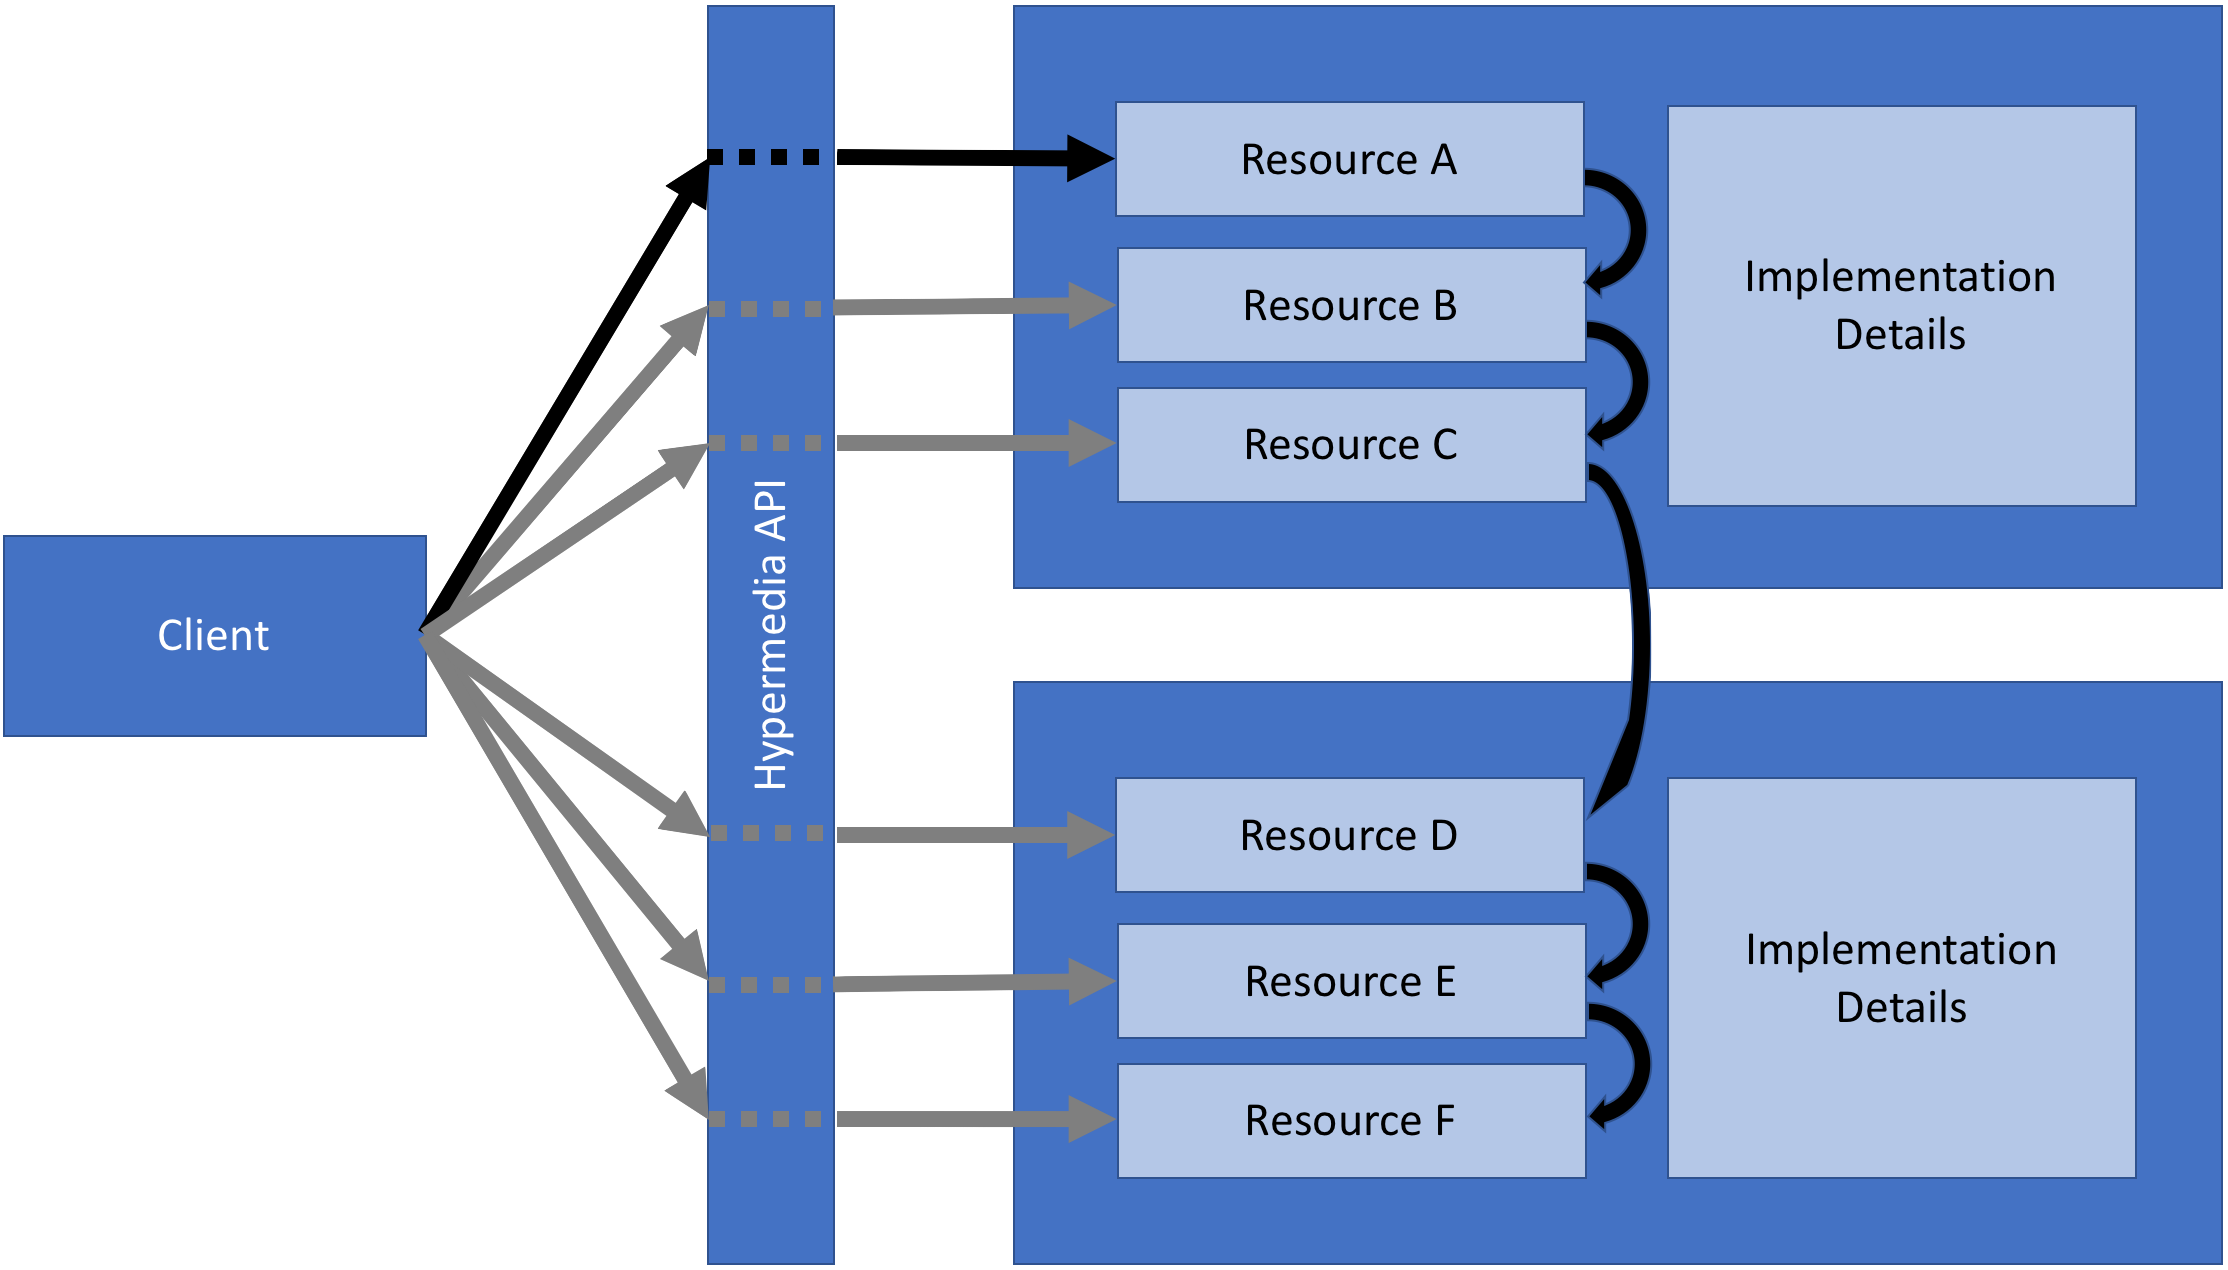 Client
Hypermedia API
Resource A
Resource B
Resource C
Implementation
Details
Resource D
Resource E
Resource F
Implementation
Details